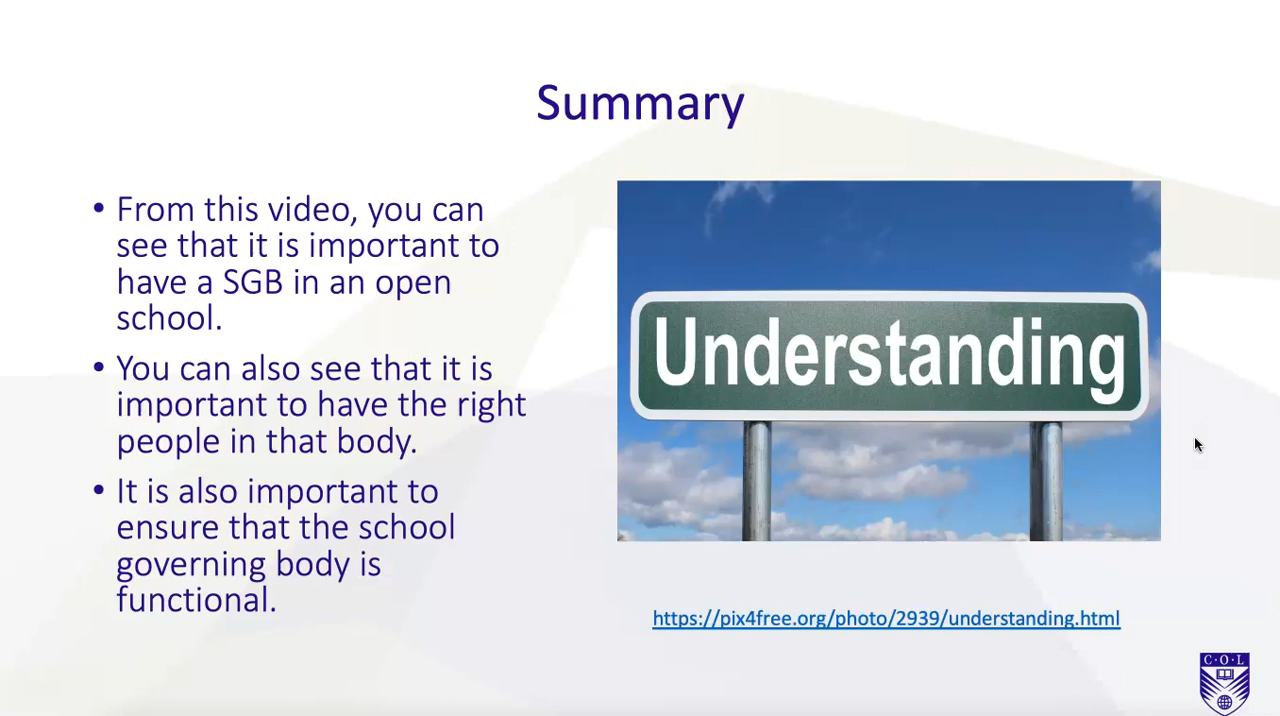 Summary
• From this video, you can
see that it is important to
have a SGB in an open
school.
• You can also see that it is
important to have the right
people in that body.
• It is also important to
ensure that the school
governing body is
functional.
Understanding
https://pix4free.org/photo/2939/understanding.html
C·O·L